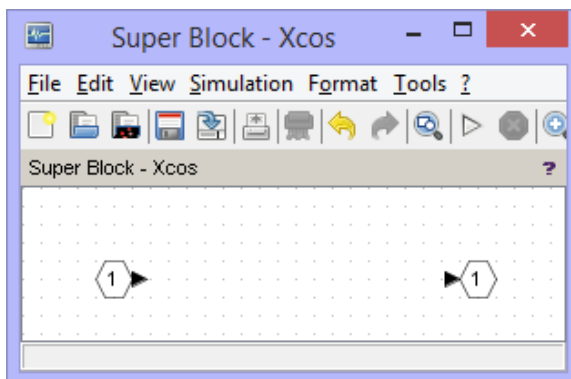 Super Block - Xcos
File Edit View Simulation Format Tools ?
Super Block - Xcos ?
1 1